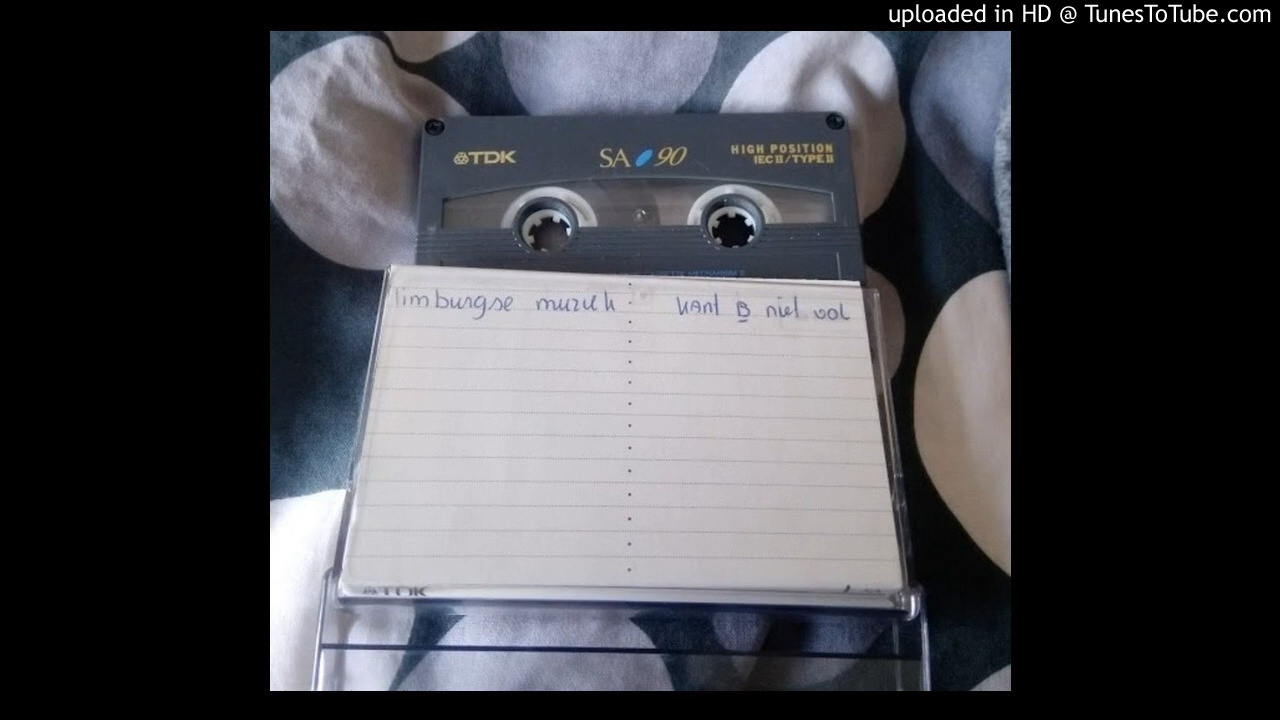 uploaded in HD @ TunesToTube.com
TDK
SA 90
HIGH POSITION
IEC II / TYPE II
limburgse muziek
kant B niet vol
TDK